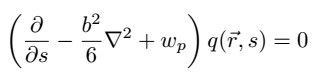 $$\left( \frac{\partial}{\partial s} - \frac{b^2}{6} \nabla^2 + w_p \right) q(\vec{r}, s) = 0$$